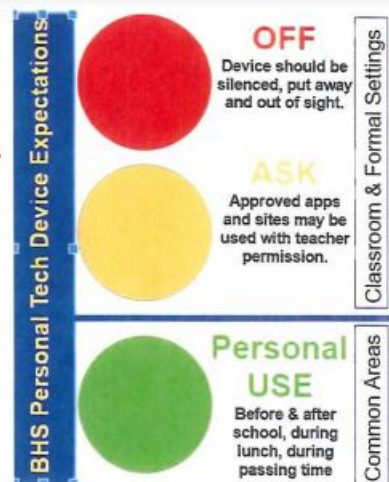 BHS Personal Tech Device Expectations
OFF
Device should be
silenced, put away
and out of sight.
ASK
Approved apps
and sites may be
used with teacher
permission.
Classroom & Formal Settings
Personal
USE
Before & after
school, during
lunch, during
passing time
Common Areas